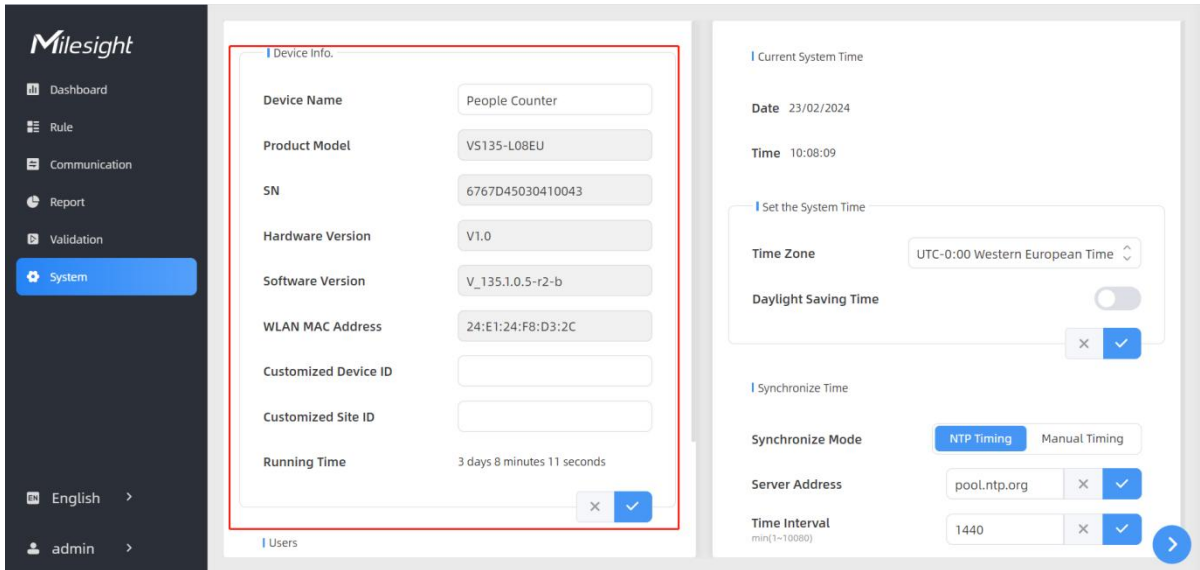 Milesight
Dashboard
Rule
Communication
Report
Validation
System
EN English >
admin >
Device Info.
Device Name People Counter
Product Model VS135-L08EU
SN 6767D45030410043
Hardware Version V1.0
Software Version V_135.1.0.5-r2-b
WLAN MAC Address 24:E1:24:F8:D3:2C
Customized Device ID
Customized Site ID
Running Time 3 days 8 minutes 11 seconds
Users
Current System Time
Date 23/02/2024
Time 10:08:09
Set the System Time
Time Zone UTC-0:00 Western European Time
Daylight Saving Time
Synchronize Time
Synchronize Mode NTP Timing Manual Timing
Server Address pool.ntp.org
Time Interval 1440
min(1~10080)